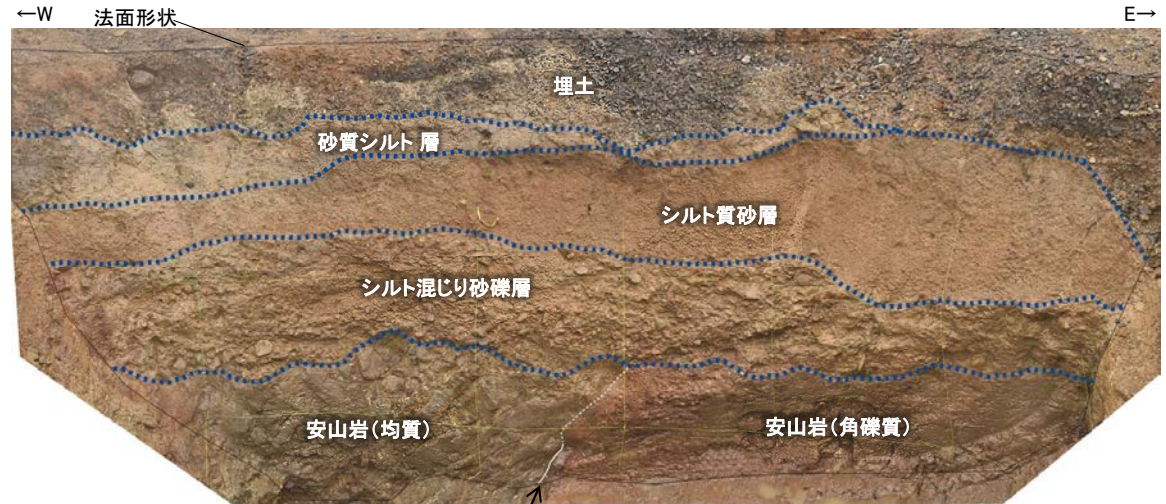 ←W
法面形状
E→
埋土
砂質シルト 層
シルト質砂層
シルト混じり砂礫層
安山岩(均質)
安山岩(角礫質)